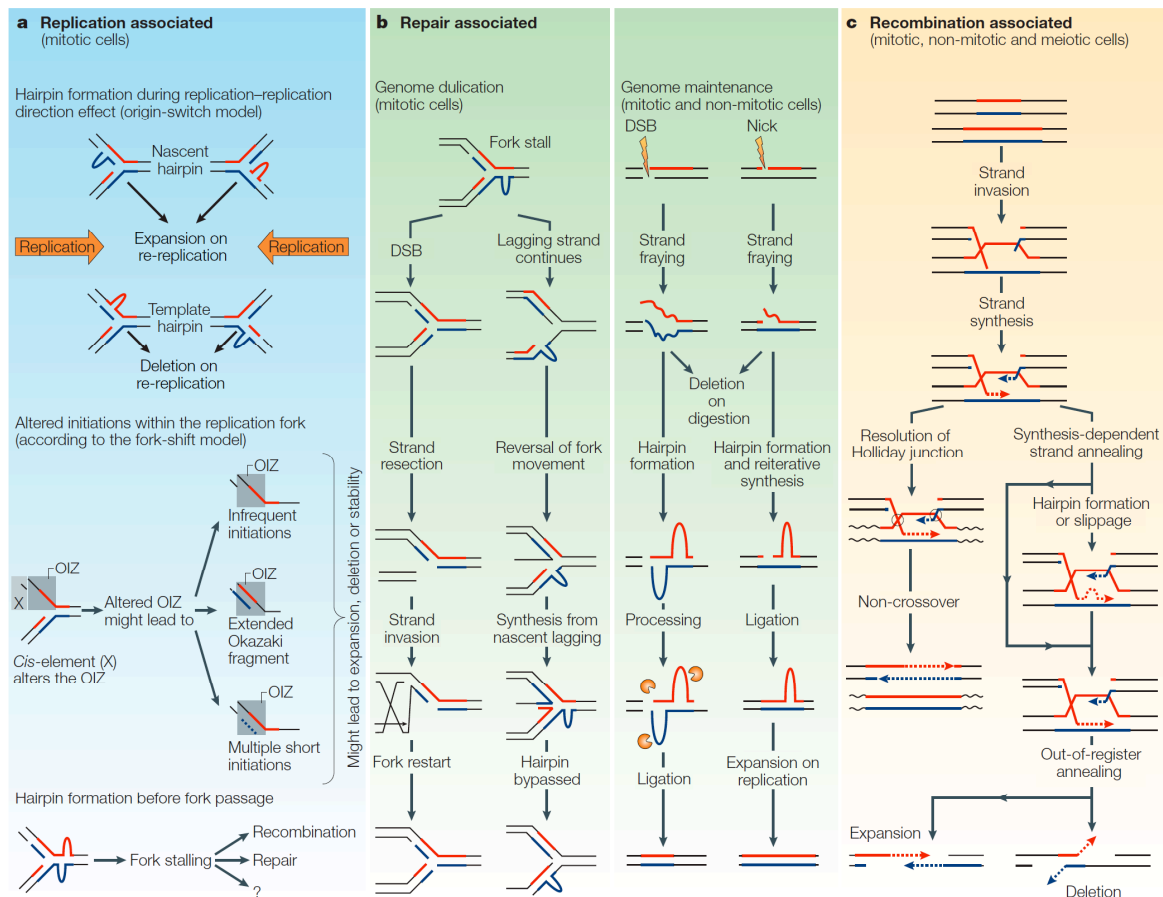 a Replication associated
(mitotic cells)
Hairpin formation during replication–replication
direction effect (origin-switch model)
Nascent
hairpin
Replication
Expansion on
re-replication
Replication
Template
hairpin
Deletion on
re-replication
Altered initiations within the replication fork
(according to the fork-shift model)
OIZ
Infrequent
initiations
OIZ
X
Altered OIZ
might lead to
Cis-element (X)
alters the OIZ
OIZ
Extended
Okazaki
fragment
OIZ
Multiple short
initiations
Might lead to expansion, deletion or stability
Hairpin formation before fork passage
Fork stalling
Recombination
Repair
?
b Repair associated
Genome dulication
(mitotic cells)
Fork stall
DSB
Lagging strand
continues
Strand
resection
Reversal of fork
movement
Strand
invasion
Synthesis from
nascent lagging
Fork restart
Hairpin
bypassed
Genome maintenance
(mitotic and non-mitotic cells)
DSB
Nick
Strand
fraying
Strand
fraying
Deletion
on
digestion
Hairpin
formation
Hairpin formation
and reiterative
synthesis
Processing
Ligation
Ligation
Expansion on
replication
c Recombination associated
(mitotic, non-mitotic and meiotic cells)
Strand
invasion
Strand
synthesis
Resolution of
Holliday junction
Synthesis-dependent
strand annealing
Hairpin formation
or slippage
Non-crossover
Out-of-register
annealing
Expansion
Deletion